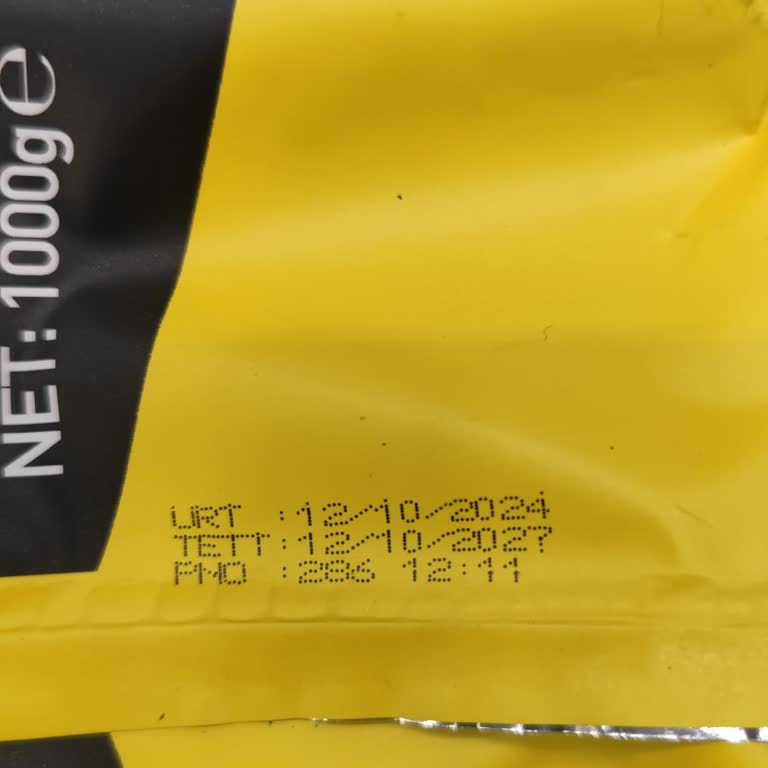 NET: 1000g e
URT :12/10/2024
TETT:12/10/2027
PNO :286 12:11